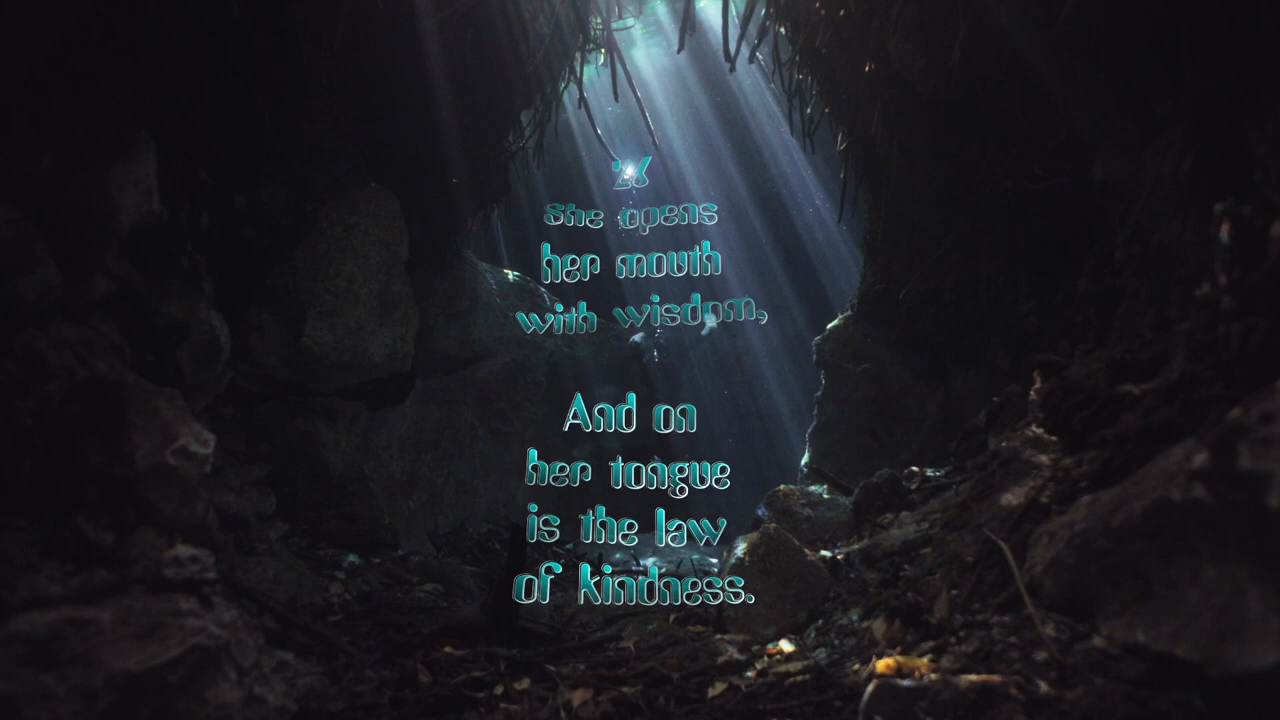 26
She opens
her mouth
with wisdom,
And on
her tongue
is the law
of kindness.